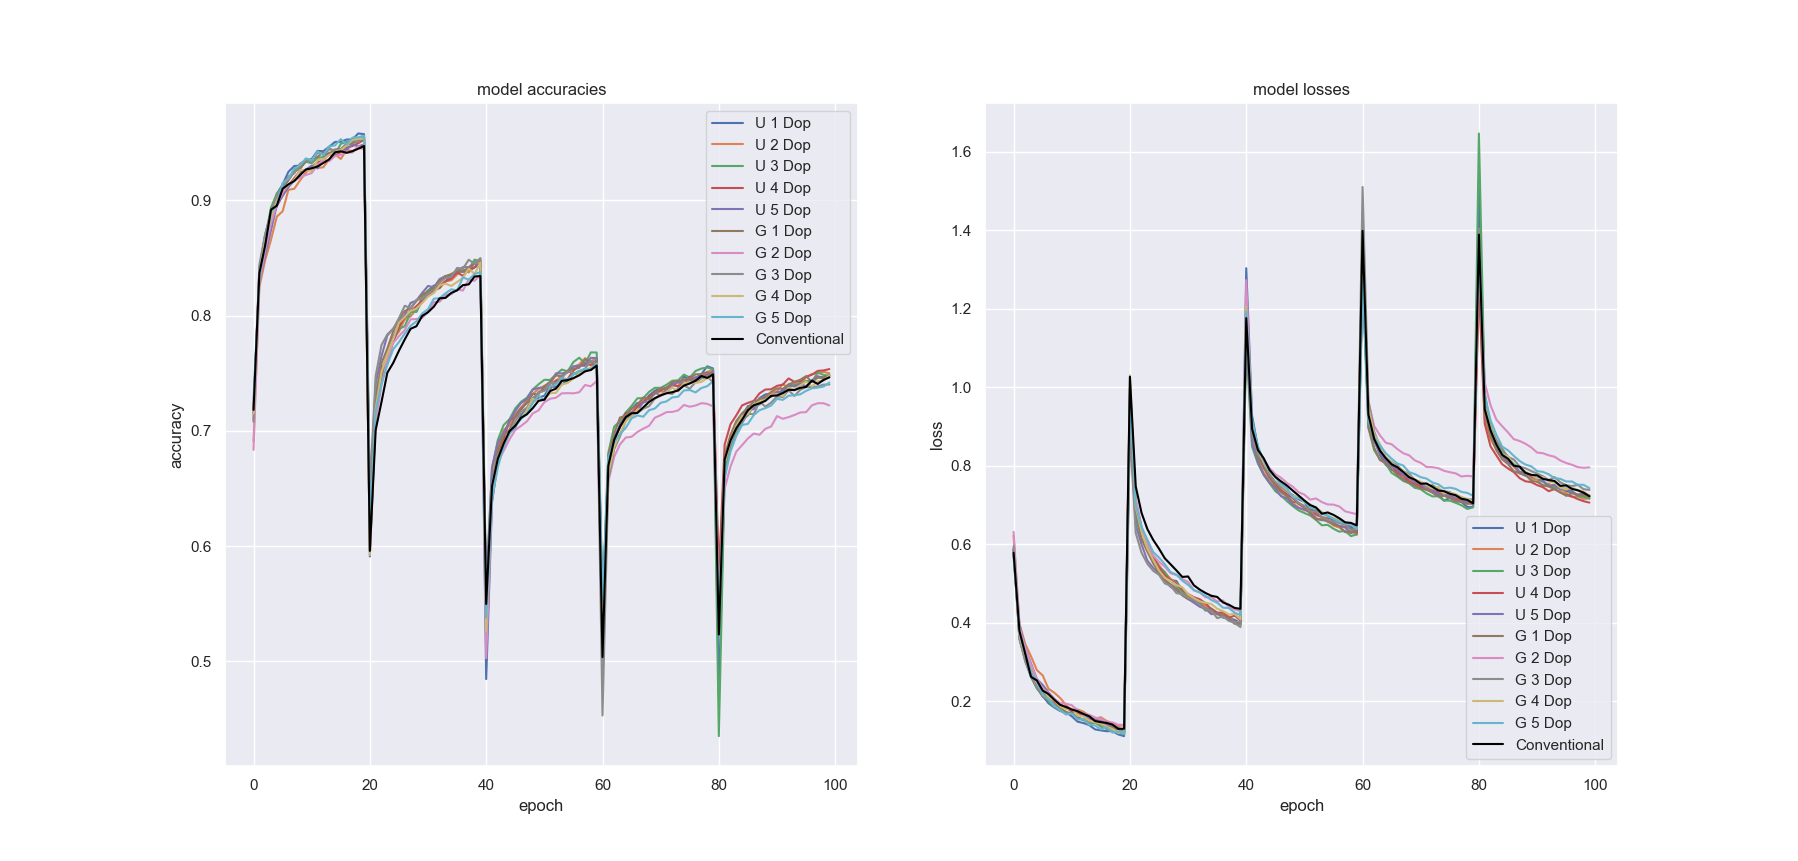 model accuracies
accuracy
0.9
0.8
0.7
0.6
0.5
0
20
40
60
80
100
epoch
U 1 Dop
U 2 Dop
U 3 Dop
U 4 Dop
U 5 Dop
G 1 Dop
G 2 Dop
G 3 Dop
G 4 Dop
G 5 Dop
Conventional
model losses
loss
1.6
1.4
1.2
1.0
0.8
0.6
0.4
0.2
0
20
40
60
80
100
epoch
U 1 Dop
U 2 Dop
U 3 Dop
U 4 Dop
U 5 Dop
G 1 Dop
G 2 Dop
G 3 Dop
G 4 Dop
G 5 Dop
Conventional